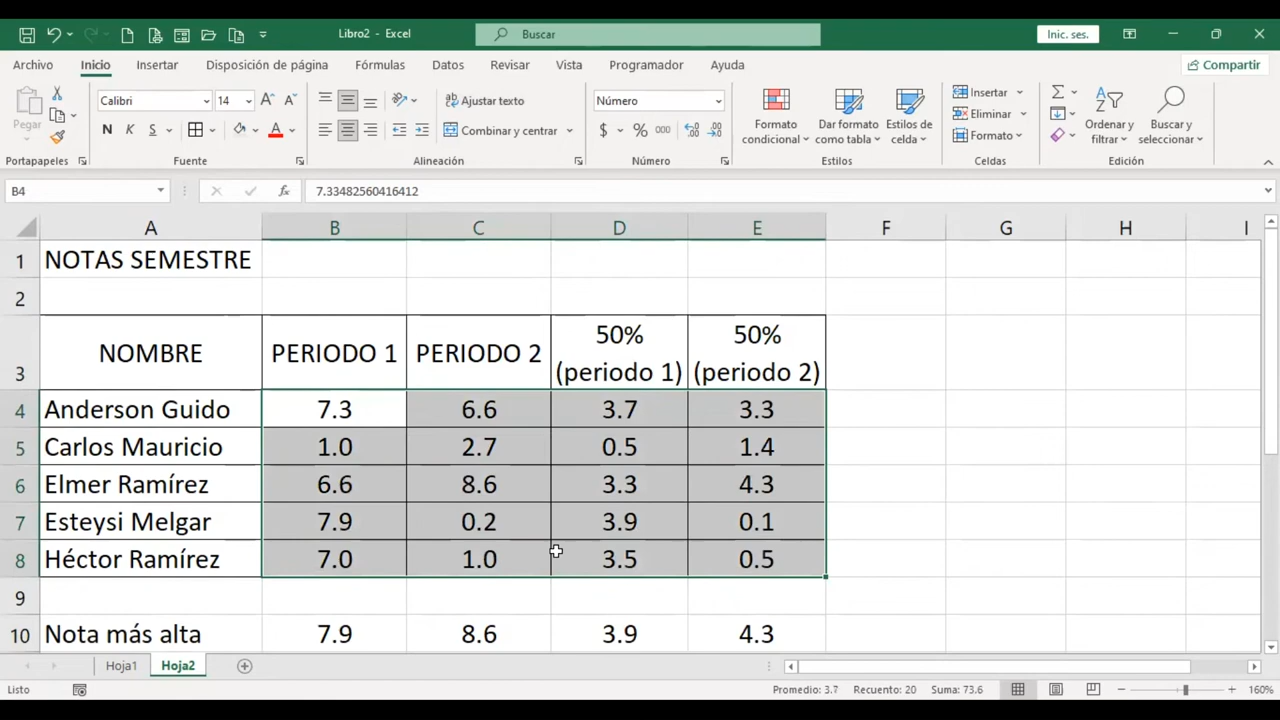 Libro2 - Excel
Buscar
Inic. ses.
Archivo Inicio Insertar Disposición de página Fórmulas Datos Revisar Vista Programador Ayuda
Compartir
Pegar
Calibri 14
N K S
Ajustar texto
Combinar y centrar
Número
$ % 000
Formato condicional
Dar formato como tabla
Estilos de celda
Insertar
Eliminar
Formato
Ordenar y filtrar
Buscar y seleccionar
Portapapeles Fuente Alineación Número Estilos Celdas Edición
B4 fx 7.33482560416412
A B C D E F G H I
1 NOTAS SEMESTRE
2
3 NOMBRE PERIODO 1 PERIODO 2 50% (periodo 1) 50% (periodo 2)
4 Anderson Guido 7.3 6.6 3.7 3.3
5 Carlos Mauricio 1.0 2.7 0.5 1.4
6 Elmer Ramírez 6.6 8.6 3.3 4.3
7 Esteysi Melgar 7.9 0.2 3.9 0.1
8 Héctor Ramírez 7.0 1.0 3.5 0.5
9
10 Nota más alta 7.9 8.6 3.9 4.3
Hoja1 Hoja2
Listo Promedio: 3.7 Recuento: 20 Suma: 73.6 160%